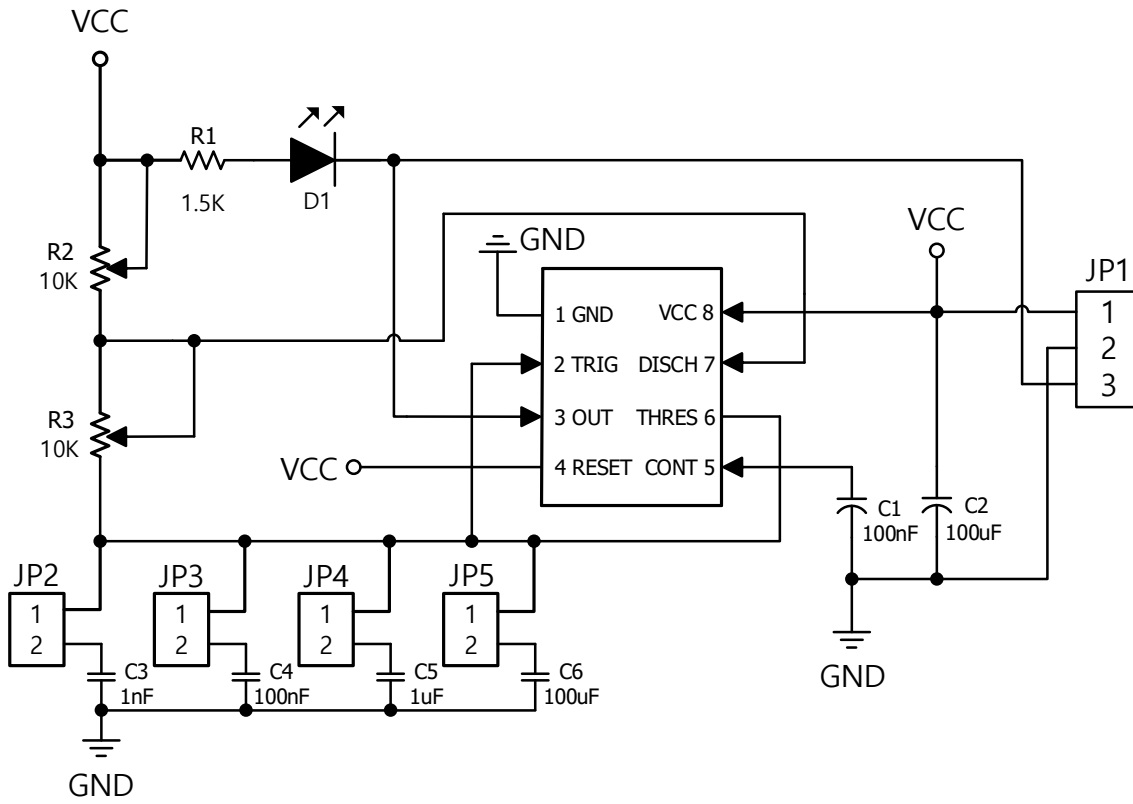 VCC
R1
1.5K
D1
R2
10K
R3
10K
GND
1 GND
VCC 8
2 TRIG
DISCH 7
3 OUT
THRES 6
4 RESET
CONT 5
VCC
VCC
JP1
1
2
3
C1
100nF
C2
100uF
GND
JP2
1
2
JP3
1
2
JP4
1
2
JP5
1
2
C3
1nF
C4
100nF
C5
1uF
C6
100uF
GND